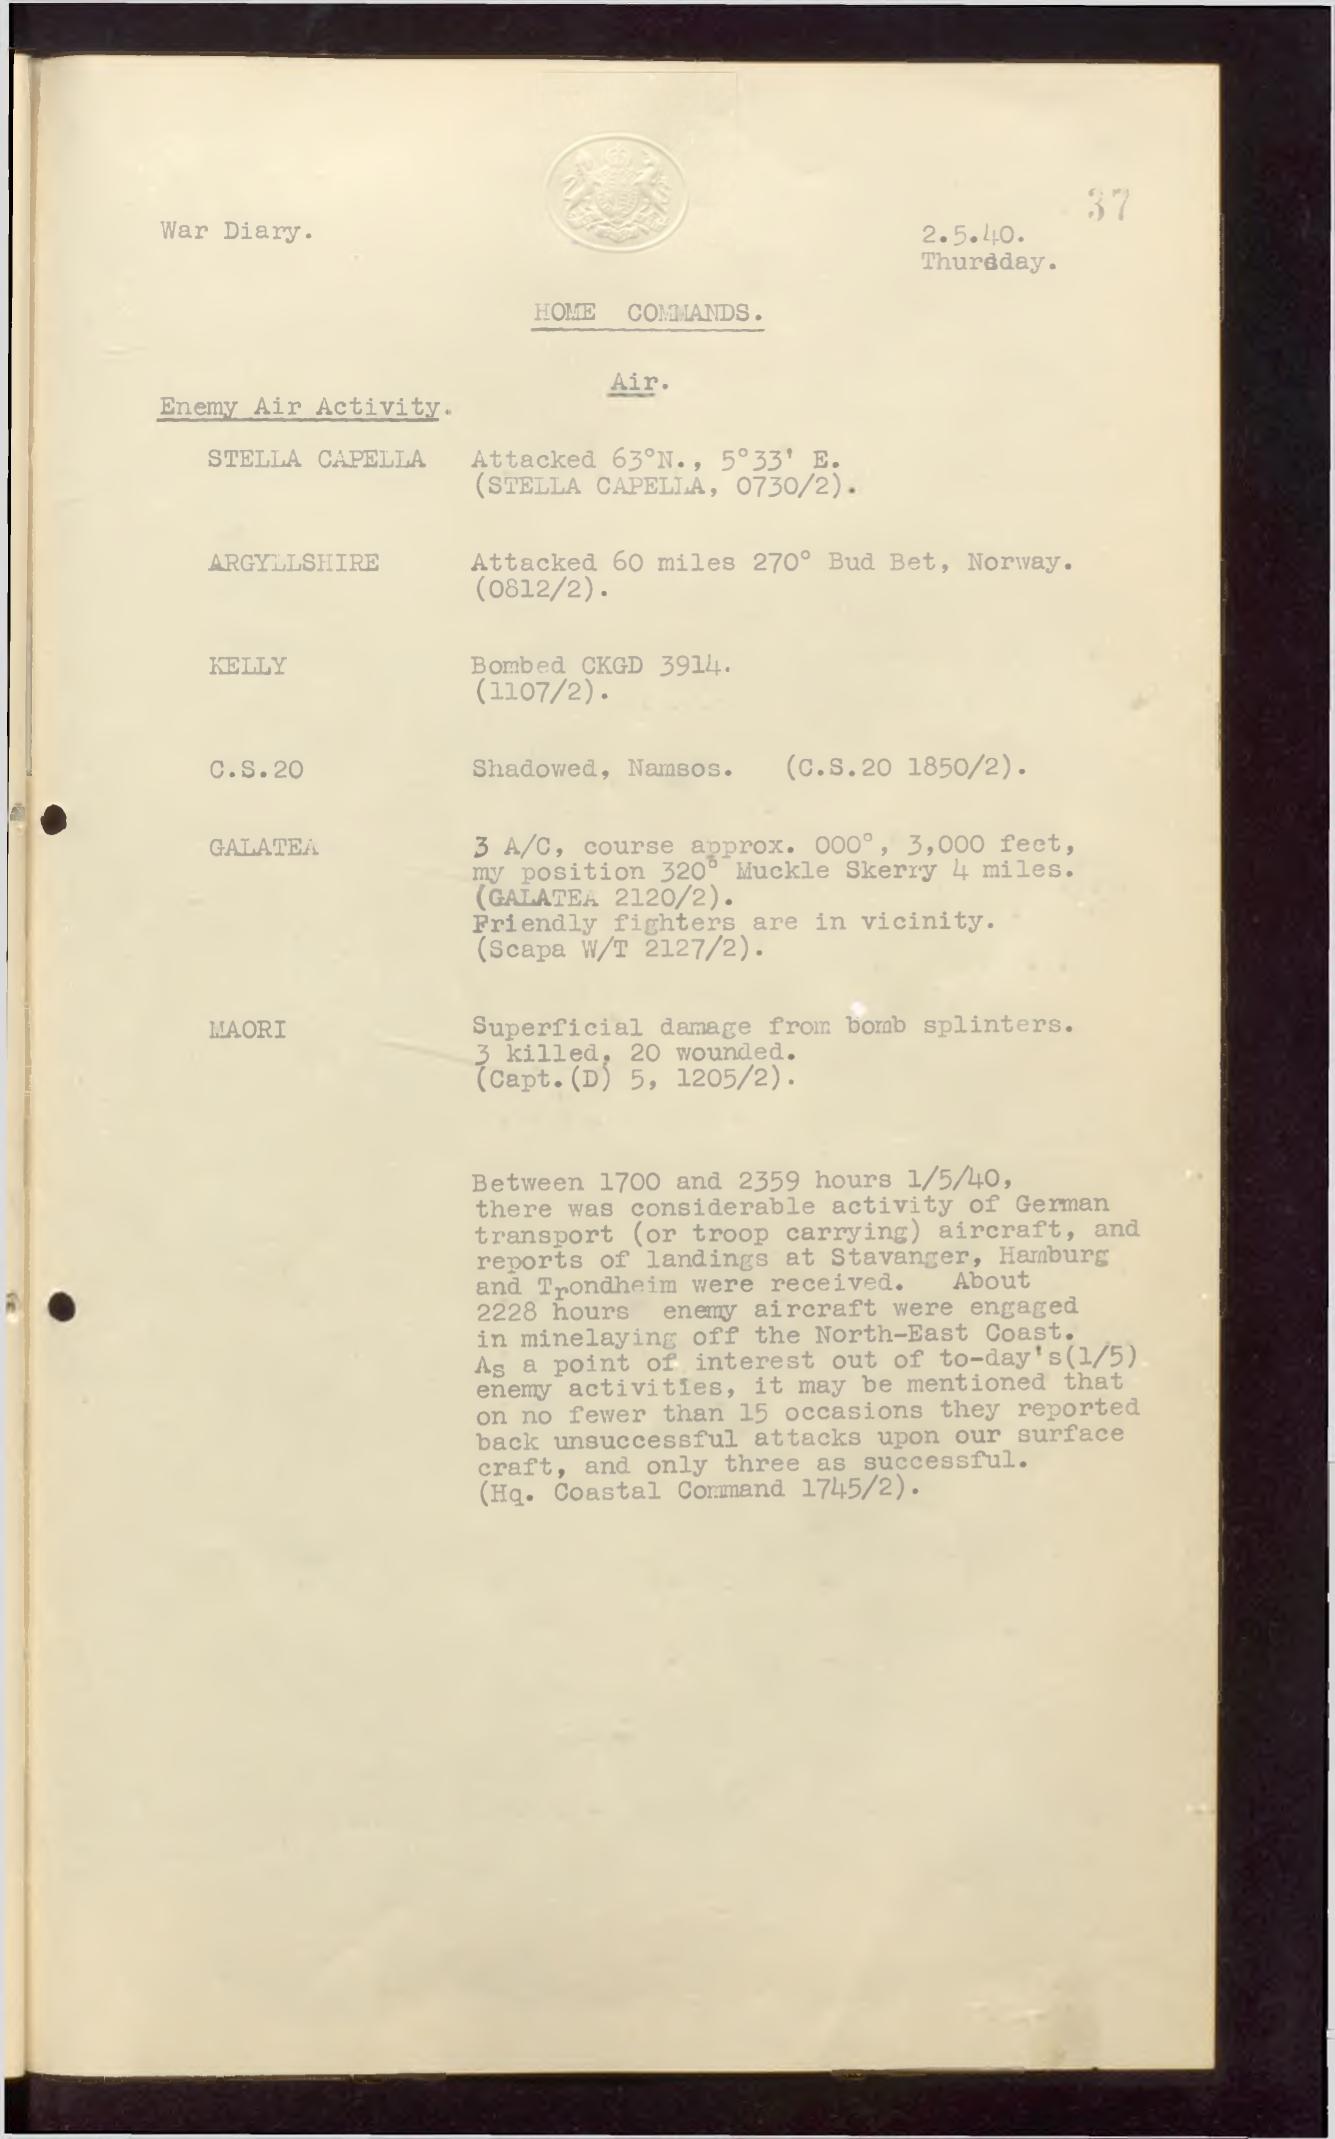 37
War Diary.
2.5.40.
Thursday.
HOME COMMANDS.
Air.
Enemy Air Activity.
STELLA CAPELLA Attacked 63°N., 5°33' E.
(STELLA CAPELLA, 0730/2).
ARGYLLSHIRE Attacked 60 miles 270° Bud Bet, Norway.
(0812/2).
KELLY Bombed CKGD 3914.
(1107/2).
C.S.20 Shadowed, Namsos. (C.S.20 1850/2).
GALATEA 3 A/C, course approx. 000°, 3,000 feet,
my position 320° Muckle Skerry 4 miles.
(GALATEA 2120/2).
Friendly fighters are in vicinity.
(Scapa W/T 2127/2).
MAORI Superficial damage from bomb splinters.
3 killed, 20 wounded.
(Capt.(D) 5, 1205/2).
Between 1700 and 2359 hours 1/5/40,
there was considerable activity of German
transport (or troop carrying) aircraft, and
reports of landings at Stavanger, Hamburg
and Trondheim were received. About
2228 hours enemy aircraft were engaged
in minelaying off the North-East Coast.
As a point of interest out of to-day's(1/5)
enemy activities, it may be mentioned that
on no fewer than 15 occasions they reported
back unsuccessful attacks upon our surface
craft, and only three as successful.
(Hq. Coastal Command 1745/2).